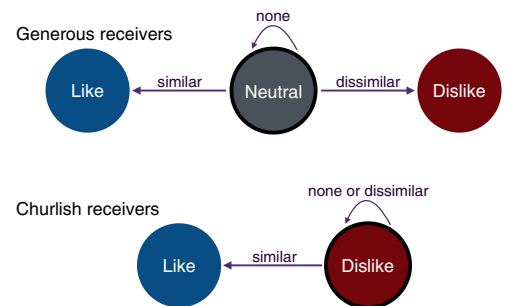 none
Generous receivers
Like
similar
Neutral
dissimilar
Dislike
none or dissimilar
Churlish receivers
Like
similar
Dislike